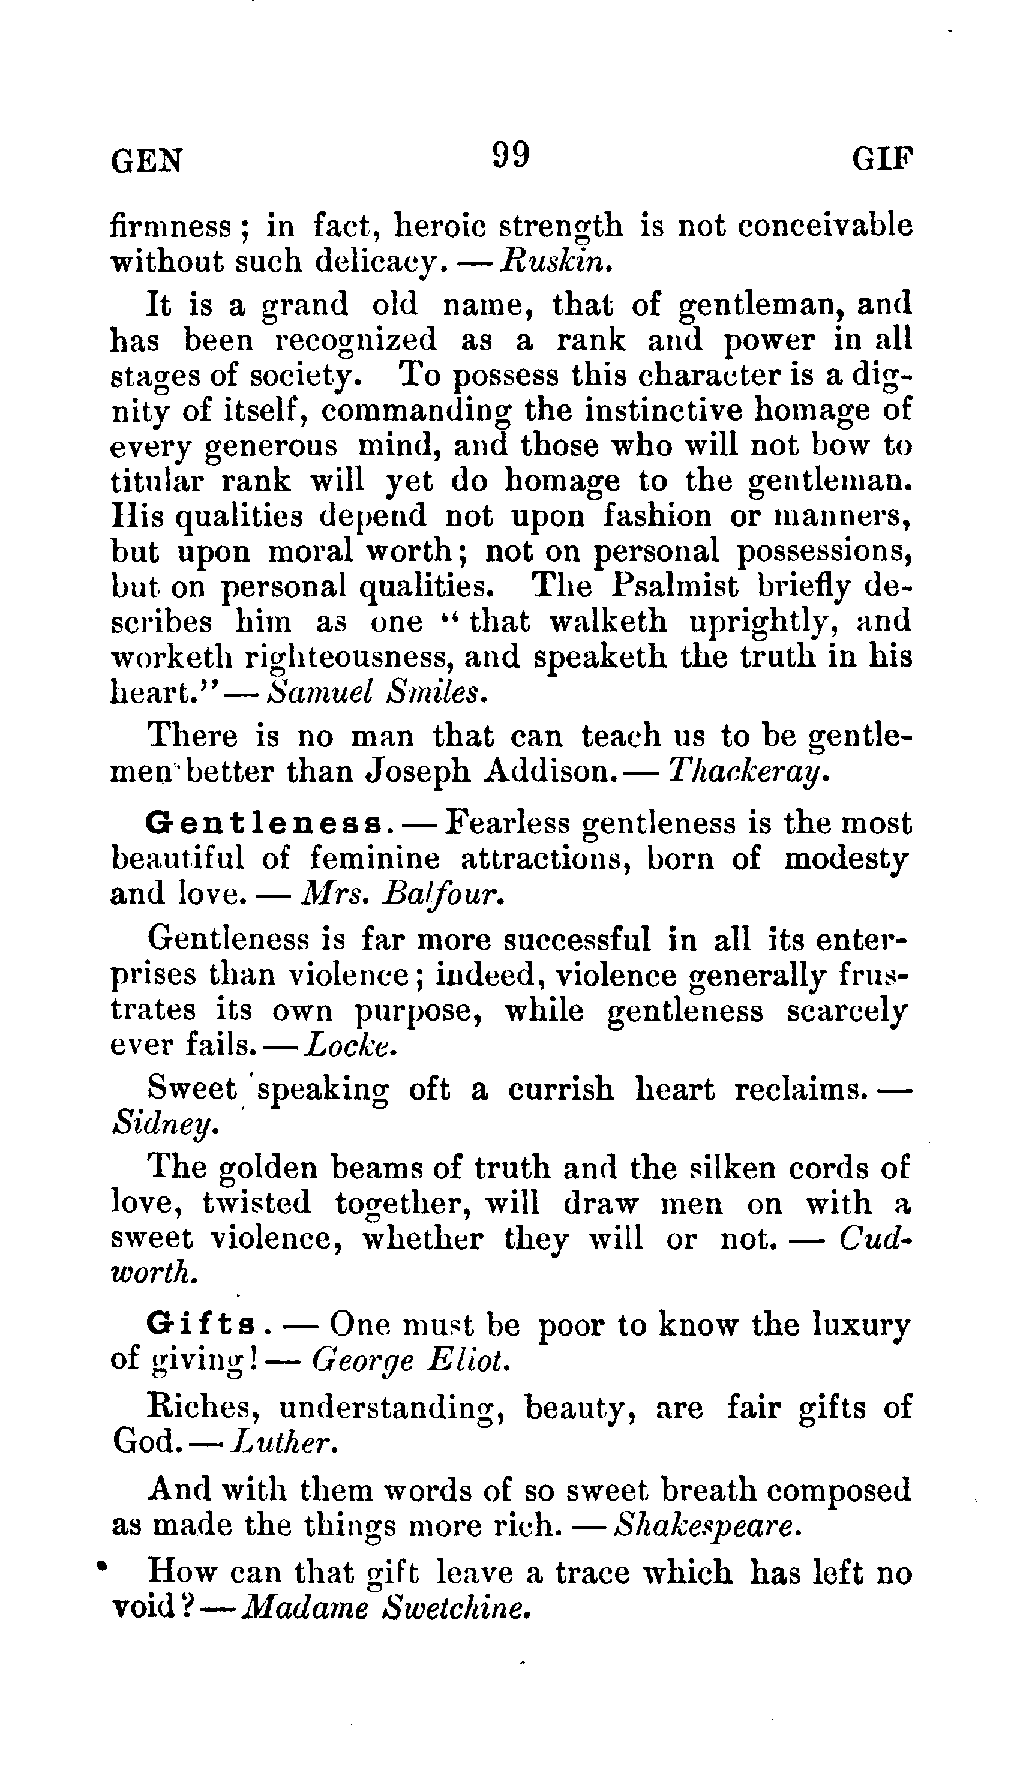 GEN 99 GIF
firmness; in fact, heroic strength is not conceivable
without such delicacy. — Ruskin.
It is a grand old name, that of gentleman, and
has been recognized as a rank and power in all
stages of society. To possess this character is a dig-
nity of itself, commanding the instinctive homage of
every generous mind, and those who will not bow to
titular rank will yet do homage to the gentleman.
His qualities depend not upon fashion or manners,
but upon moral worth; not on personal possessions,
but on personal qualities. The Psalmist briefly de-
scribes him as one "that walketh uprightly, and
worketh righteousness, and speaketh the truth in his
heart." — Samuel Smiles.
There is no man that can teach us to be gentle-
men better than Joseph Addison. — Thackeray.
Gentleness. — Fearless gentleness is the most
beautiful of feminine attractions, born of modesty
and love. — Mrs. Balfour.
Gentleness is far more successful in all its enter-
prises than violence; indeed, violence generally frus-
trates its own purpose, while gentleness scarcely
ever fails. — Locke.
Sweet speaking oft a currish heart reclaims. —
Sidney.
The golden beams of truth and the silken cords of
love, twisted together, will draw men on with a
sweet violence, whether they will or not. — Cud-
worth.
Gifts. — One must be poor to know the luxury
of giving! — George Eliot.
Riches, understanding, beauty, are fair gifts of
God. — Luther.
And with them words of so sweet breath composed
as made the things more rich. — Shakespeare.
How can that gift leave a trace which has left no
void? — Madame Swetchine.